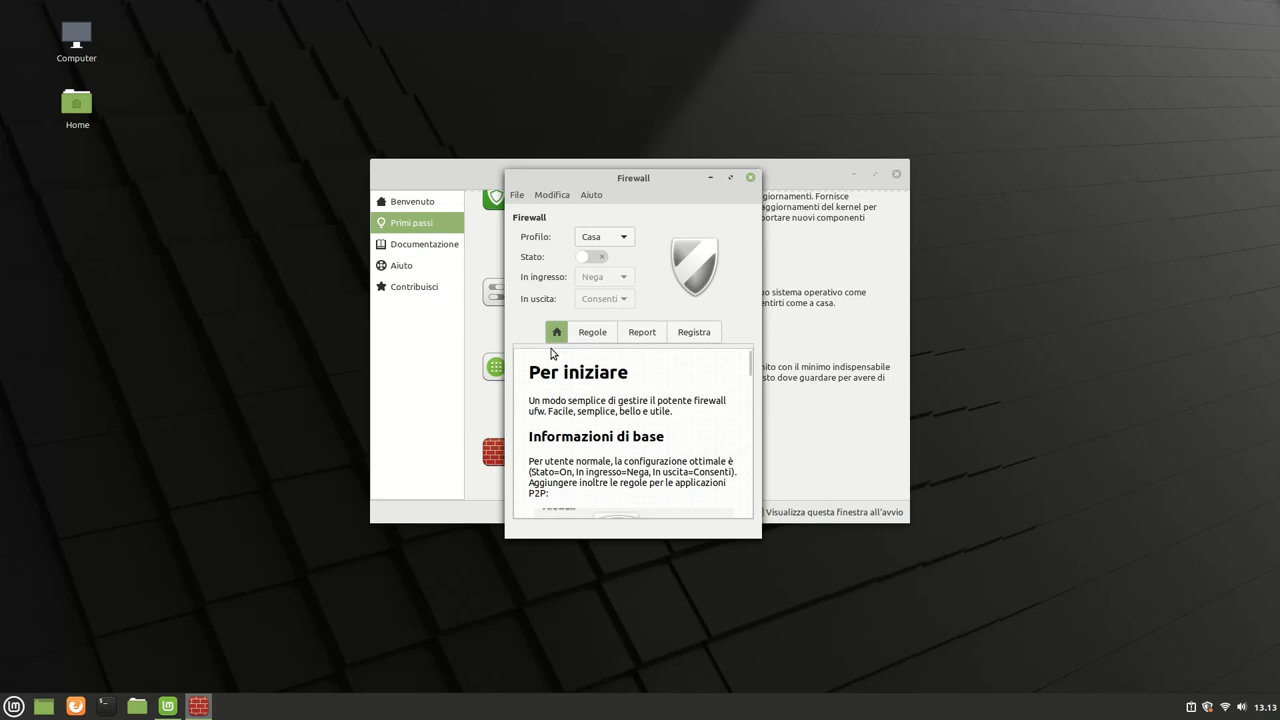 Computer
Home
Benvenuto
Primi passi
Documentazione
Aiuto
Contribuisci
Firewall
File Modifica Aiuto
Firewall
Profilo: Casa
Stato:
In ingresso: Nega
In uscita: Consenti
Regole Report Registra
Per iniziare
Un modo semplice di gestire il potente firewall
ufw. Facile, semplice, bello e utile.
Informazioni di base
Per utente normale, la configurazione ottimale è
(Stato=On, In ingresso=Nega, In uscita=Consenti).
Aggiungere inoltre le regole per le applicazioni
P2P:
giornamenti. Fornisce
aggiornamenti del kernel per
portare nuovi componenti
uo sistema operativo come
entirti come a casa.
nito con il minimo indispensabile
sto dove guardare per avere di
Visualizza questa finestra all'avvio
13.13